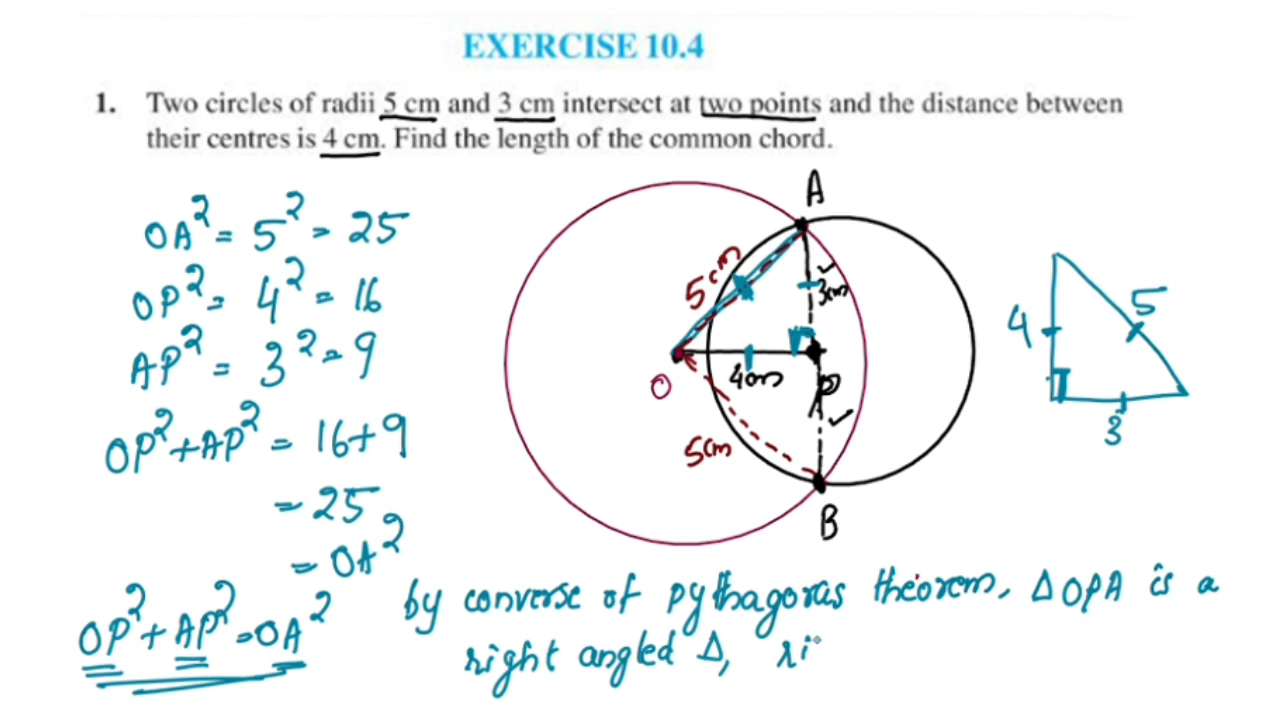 EXERCISE 10.4
1. Two circles of radii 5 cm and 3 cm intersect at two points and the distance between
their centres is 4 cm. Find the length of the common chord.
OA² = 5² = 25
OP² = 4² = 16
AP² = 3² = 9
OP² + AP² = 16+9
= 25
= OA²
OP² + AP² = OA²
A
5cm
3cm
O
4cm
P
5cm
B
4
5
3
by converse of pythagoras theorem, Δ OPA is a
right angled Δ, ri